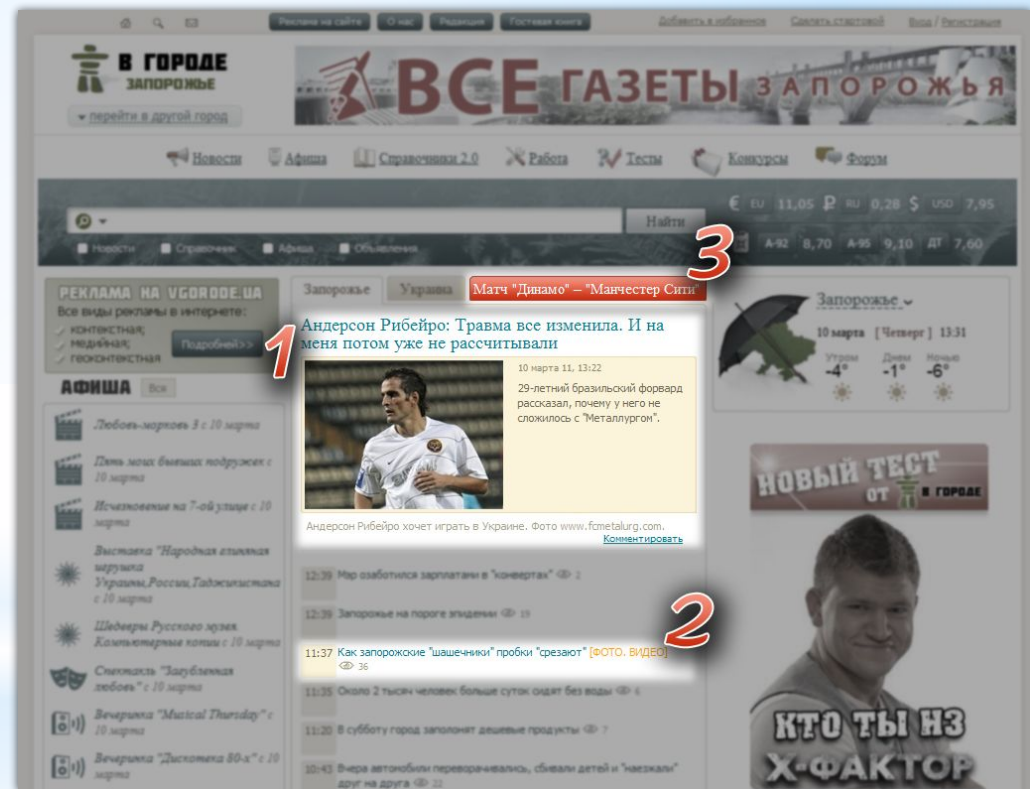 Реклама на сайте
О нас
Редакция
Гостевая книга
Добавить в избранное
Сделать стартовой
Вход / Регистрация
В ГОРОДЕ
ЗАПОРОЖЬЕ
перейти в другой город
ВСЕ ГАЗЕТЫ ЗАПОРОЖЬЯ
Новости
Афиша
Справочники 2.0
Работа
Тесты
Конкурсы
Форум
Найти
Новости
Справочник
Афиша
Объявления
€ EU 11,05 RU 0,28 $ USD 7,95
А-92 8,70 А-95 9,10 ДТ 7,60
3
РЕКЛАМА НА VGORODE.UA
Все виды рекламы в интернете:
контекстная;
медийная;
геоконтекстная
Подробней>>
АФИША
Вся
Любовь-морковь 3 с 10 марта
Пять моих бывших подружек с
10 марта
Исчезновение на 7-ой улице с 10
марта
Выставка "Народная глиняная
игрушка
Украины,России,Таджикистана
с 10 марта
Шедевры Русского музея.
Компьютерные копии с 10 марта
Спектакль "Загубленная
любовь" с 10 марта
Вечеринка "Musical Thursday" с
10 марта
Вечеринка "Дискотека 80-х" с 10
марта
Запорожье
Украина
Матч "Динамо" – "Манчестер Сити"
1
Андерсон Рибейро: Травма все изменила. И на
меня потом уже не рассчитывали
10 марта 11, 13:22
29-летний бразильский форвард
рассказал, почему у него не
сложилось с "Металлургом".
Андерсон Рибейро хочет играть в Украине. Фото www.fcmetalurg.com.
Комментировать
12:39 Мэр озаботился зарплатами в "конвертах" 2
12:39 Запорожье на пороге эпидемии 19
2
11:37 Как запорожские "шашечники" пробки "срезают" [ФОТО. ВИДЕО]
36
11:35 Около 2 тысяч человек больше суток сидят без воды 6
11:20 В субботу город заполонят дешевые продукты 7
10:43 Вчера автомобили переворачивались, сбивали детей и "наезжали"
друг на друга 22
Запорожье
10 марта [ Четверг ] 13:31
Утром Днем Ночью
-4° -1° -6°
НОВЫЙ ТЕСТ
ОТ В ГОРОДЕ
КТО ТЫ ИЗ
Х-ФАКТОР